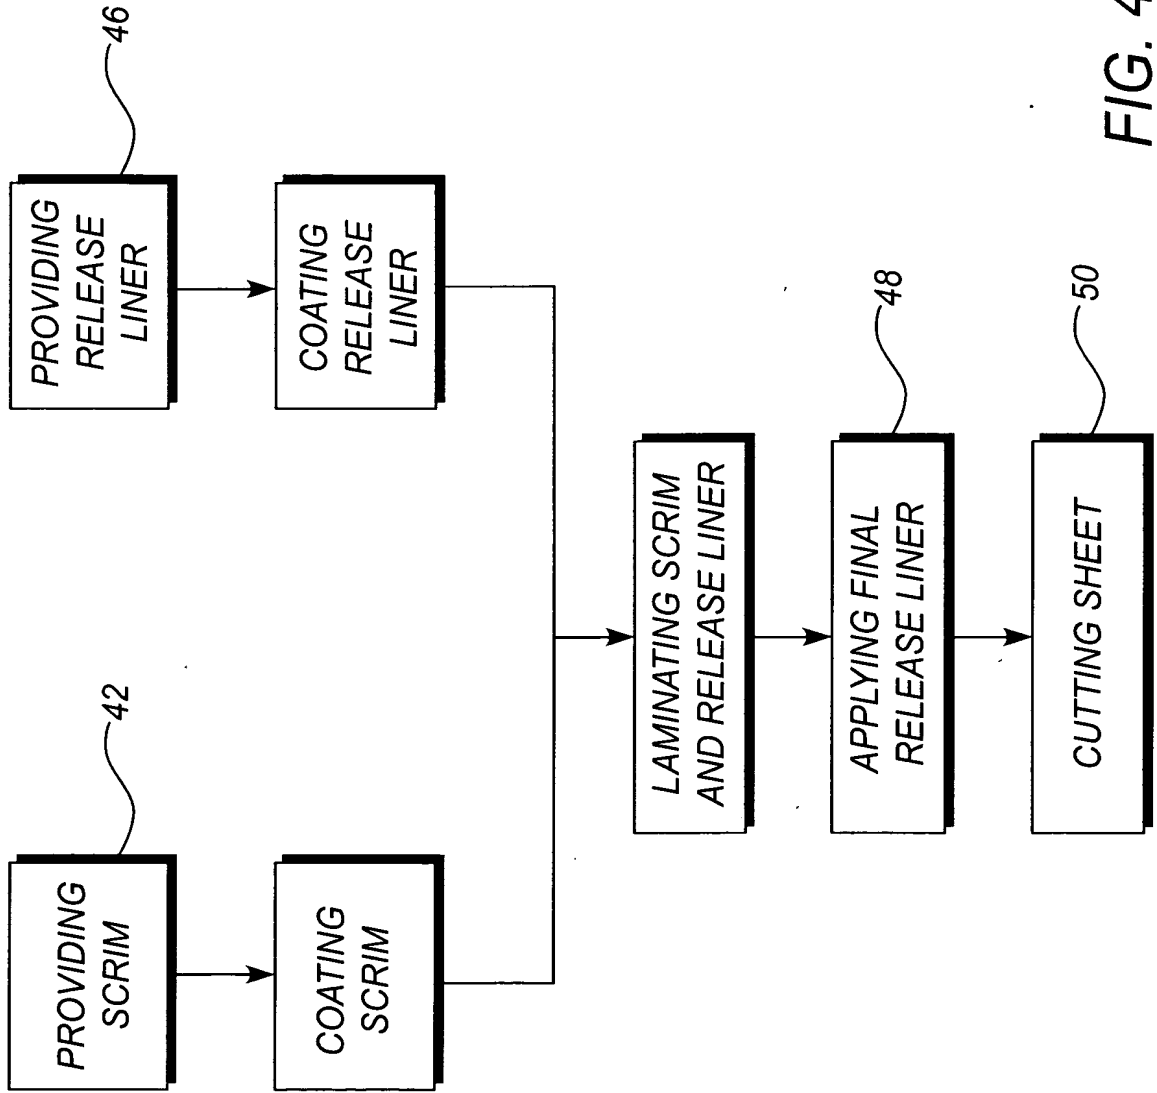 PROVIDING
SCRIM
42
COATING
SCRIM
PROVIDING
RELEASE
LINER
46
COATING
RELEASE
LINER
LAMINATING SCRIM
AND RELEASE LINER
APPLYING FINAL
RELEASE LINER
48
CUTTING SHEET
50
FIG. 4